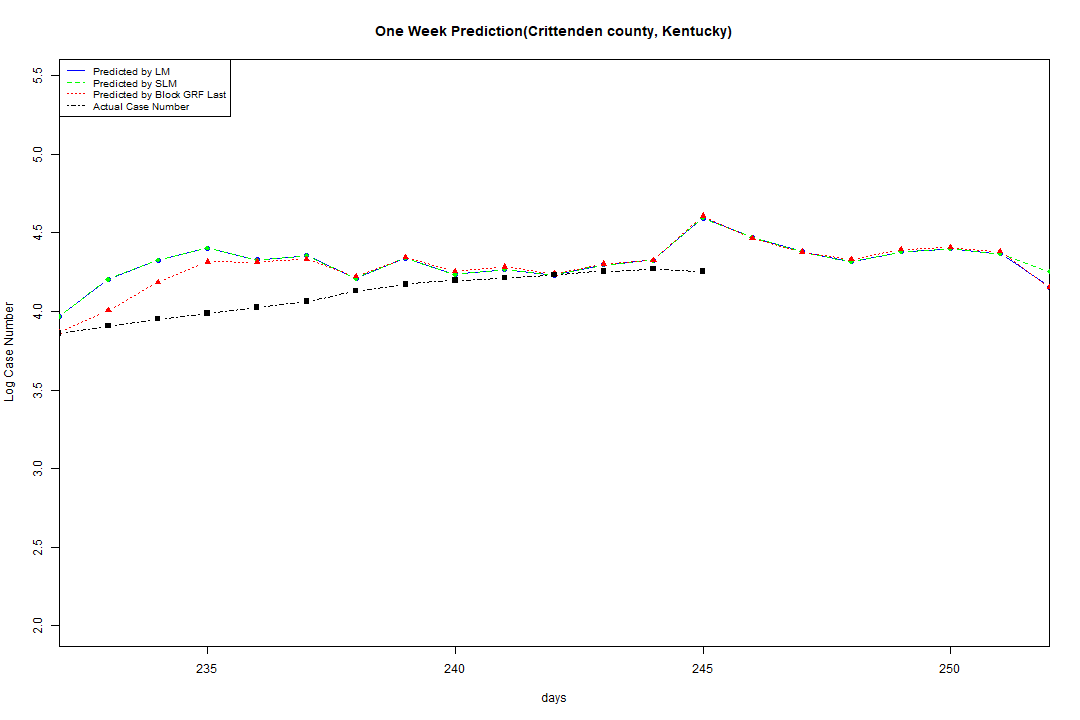 One Week Prediction(Crittenden county, Kentucky)
Predicted by LM
Predicted by SLM
Predicted by Block GRF Last
Actual Case Number
5.5
5.0
4.5
4.0
3.5
3.0
2.5
2.0
Log Case Number
235 240 245 250
days